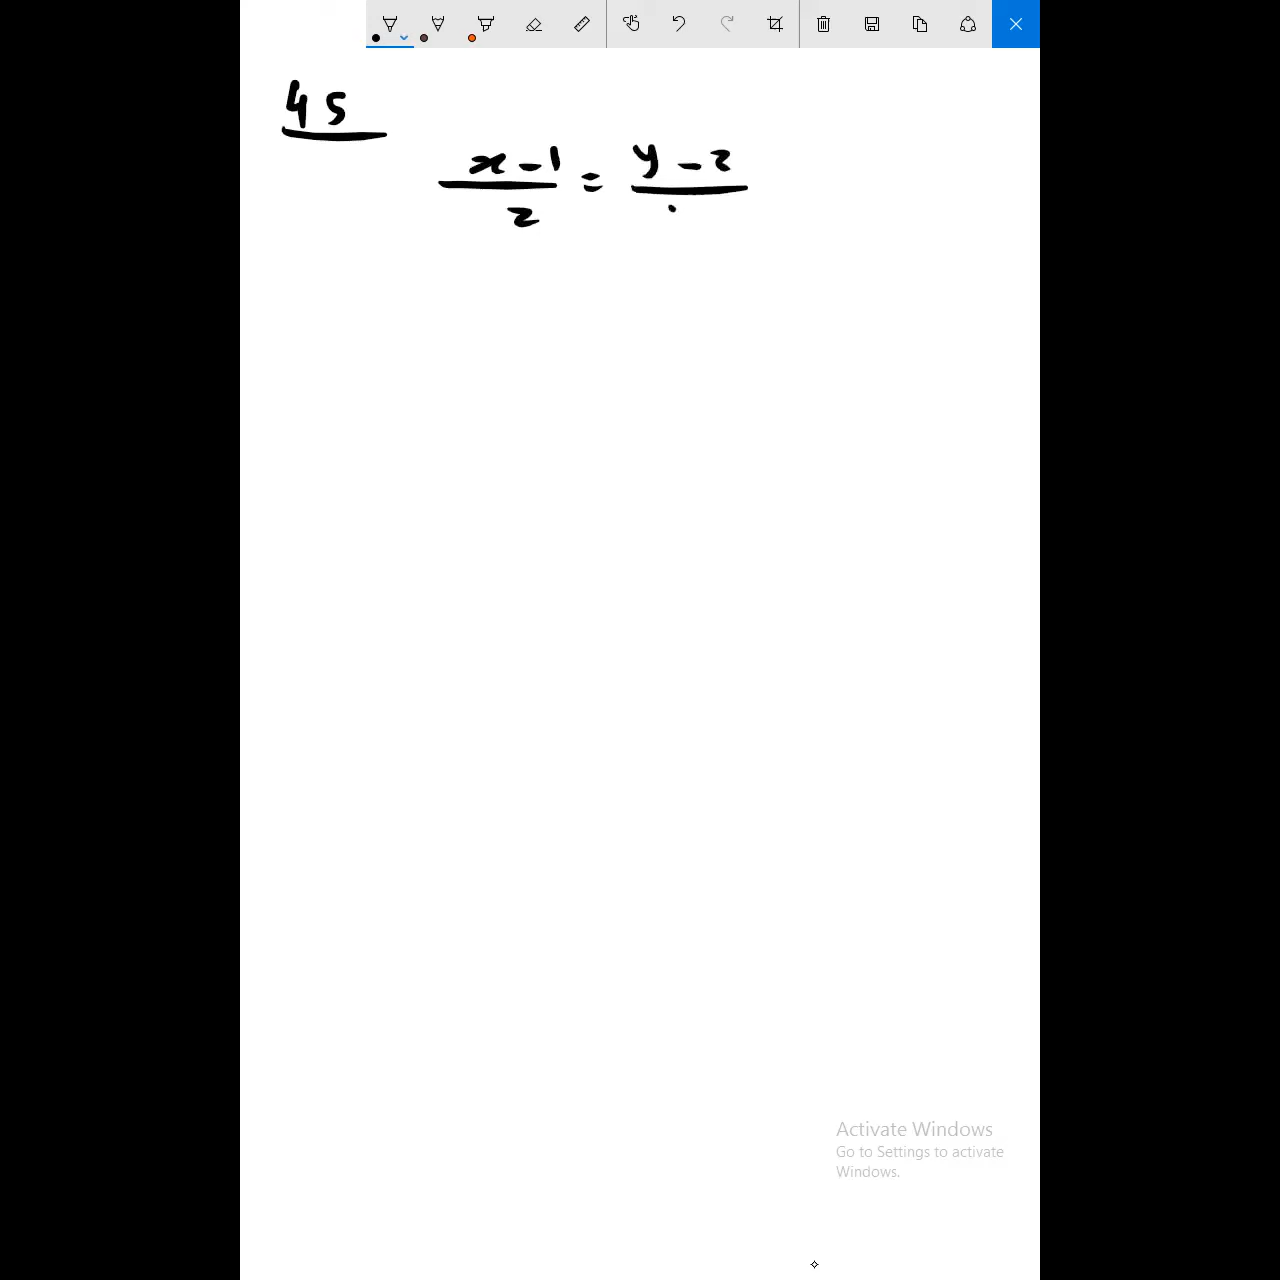 45
x-1/2 = y-2/
Activate Windows
Go to Settings to activate
Windows.